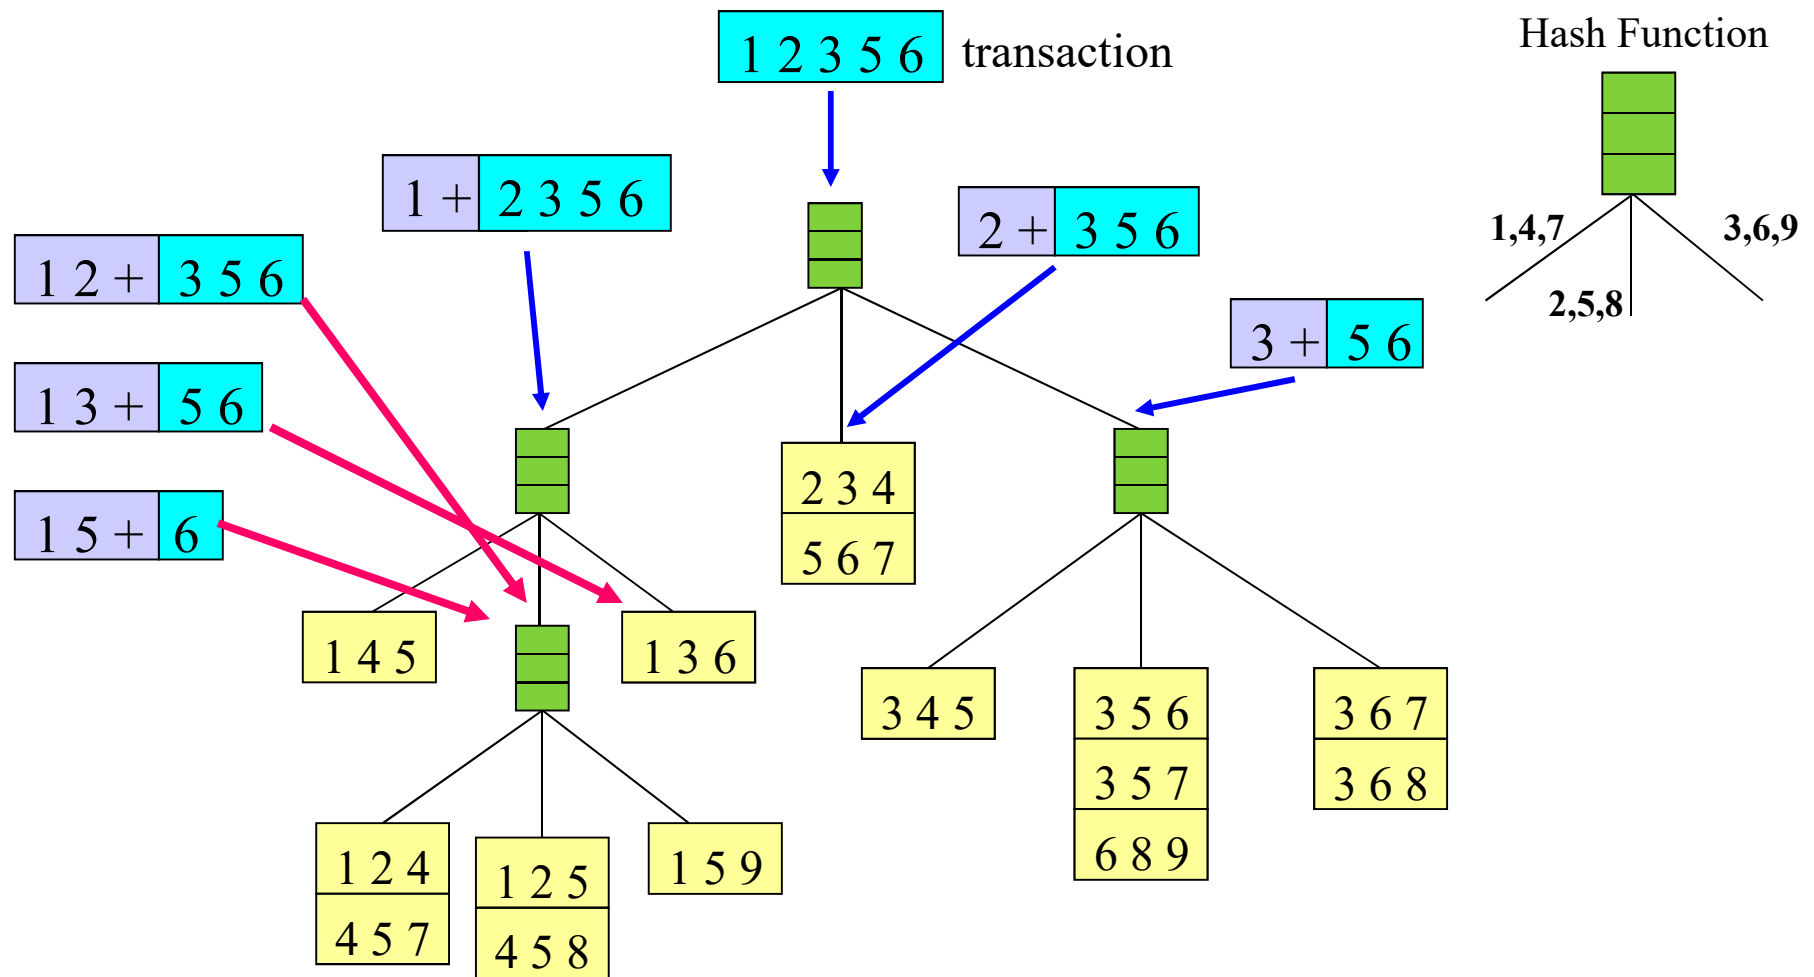 1 2 3 5 6 transaction
Hash Function
1 + 2 3 5 6
2 + 3 5 6
1,4,7
3,6,9
2,5,8
1 2 + 3 5 6
3 + 5 6
1 3 + 5 6
1 5 + 6
2 3 4
5 6 7
1 4 5
1 3 6
3 4 5
3 5 6
3 5 7
6 8 9
3 6 7
3 6 8
1 2 4
4 5 7
1 2 5
4 5 8
1 5 9